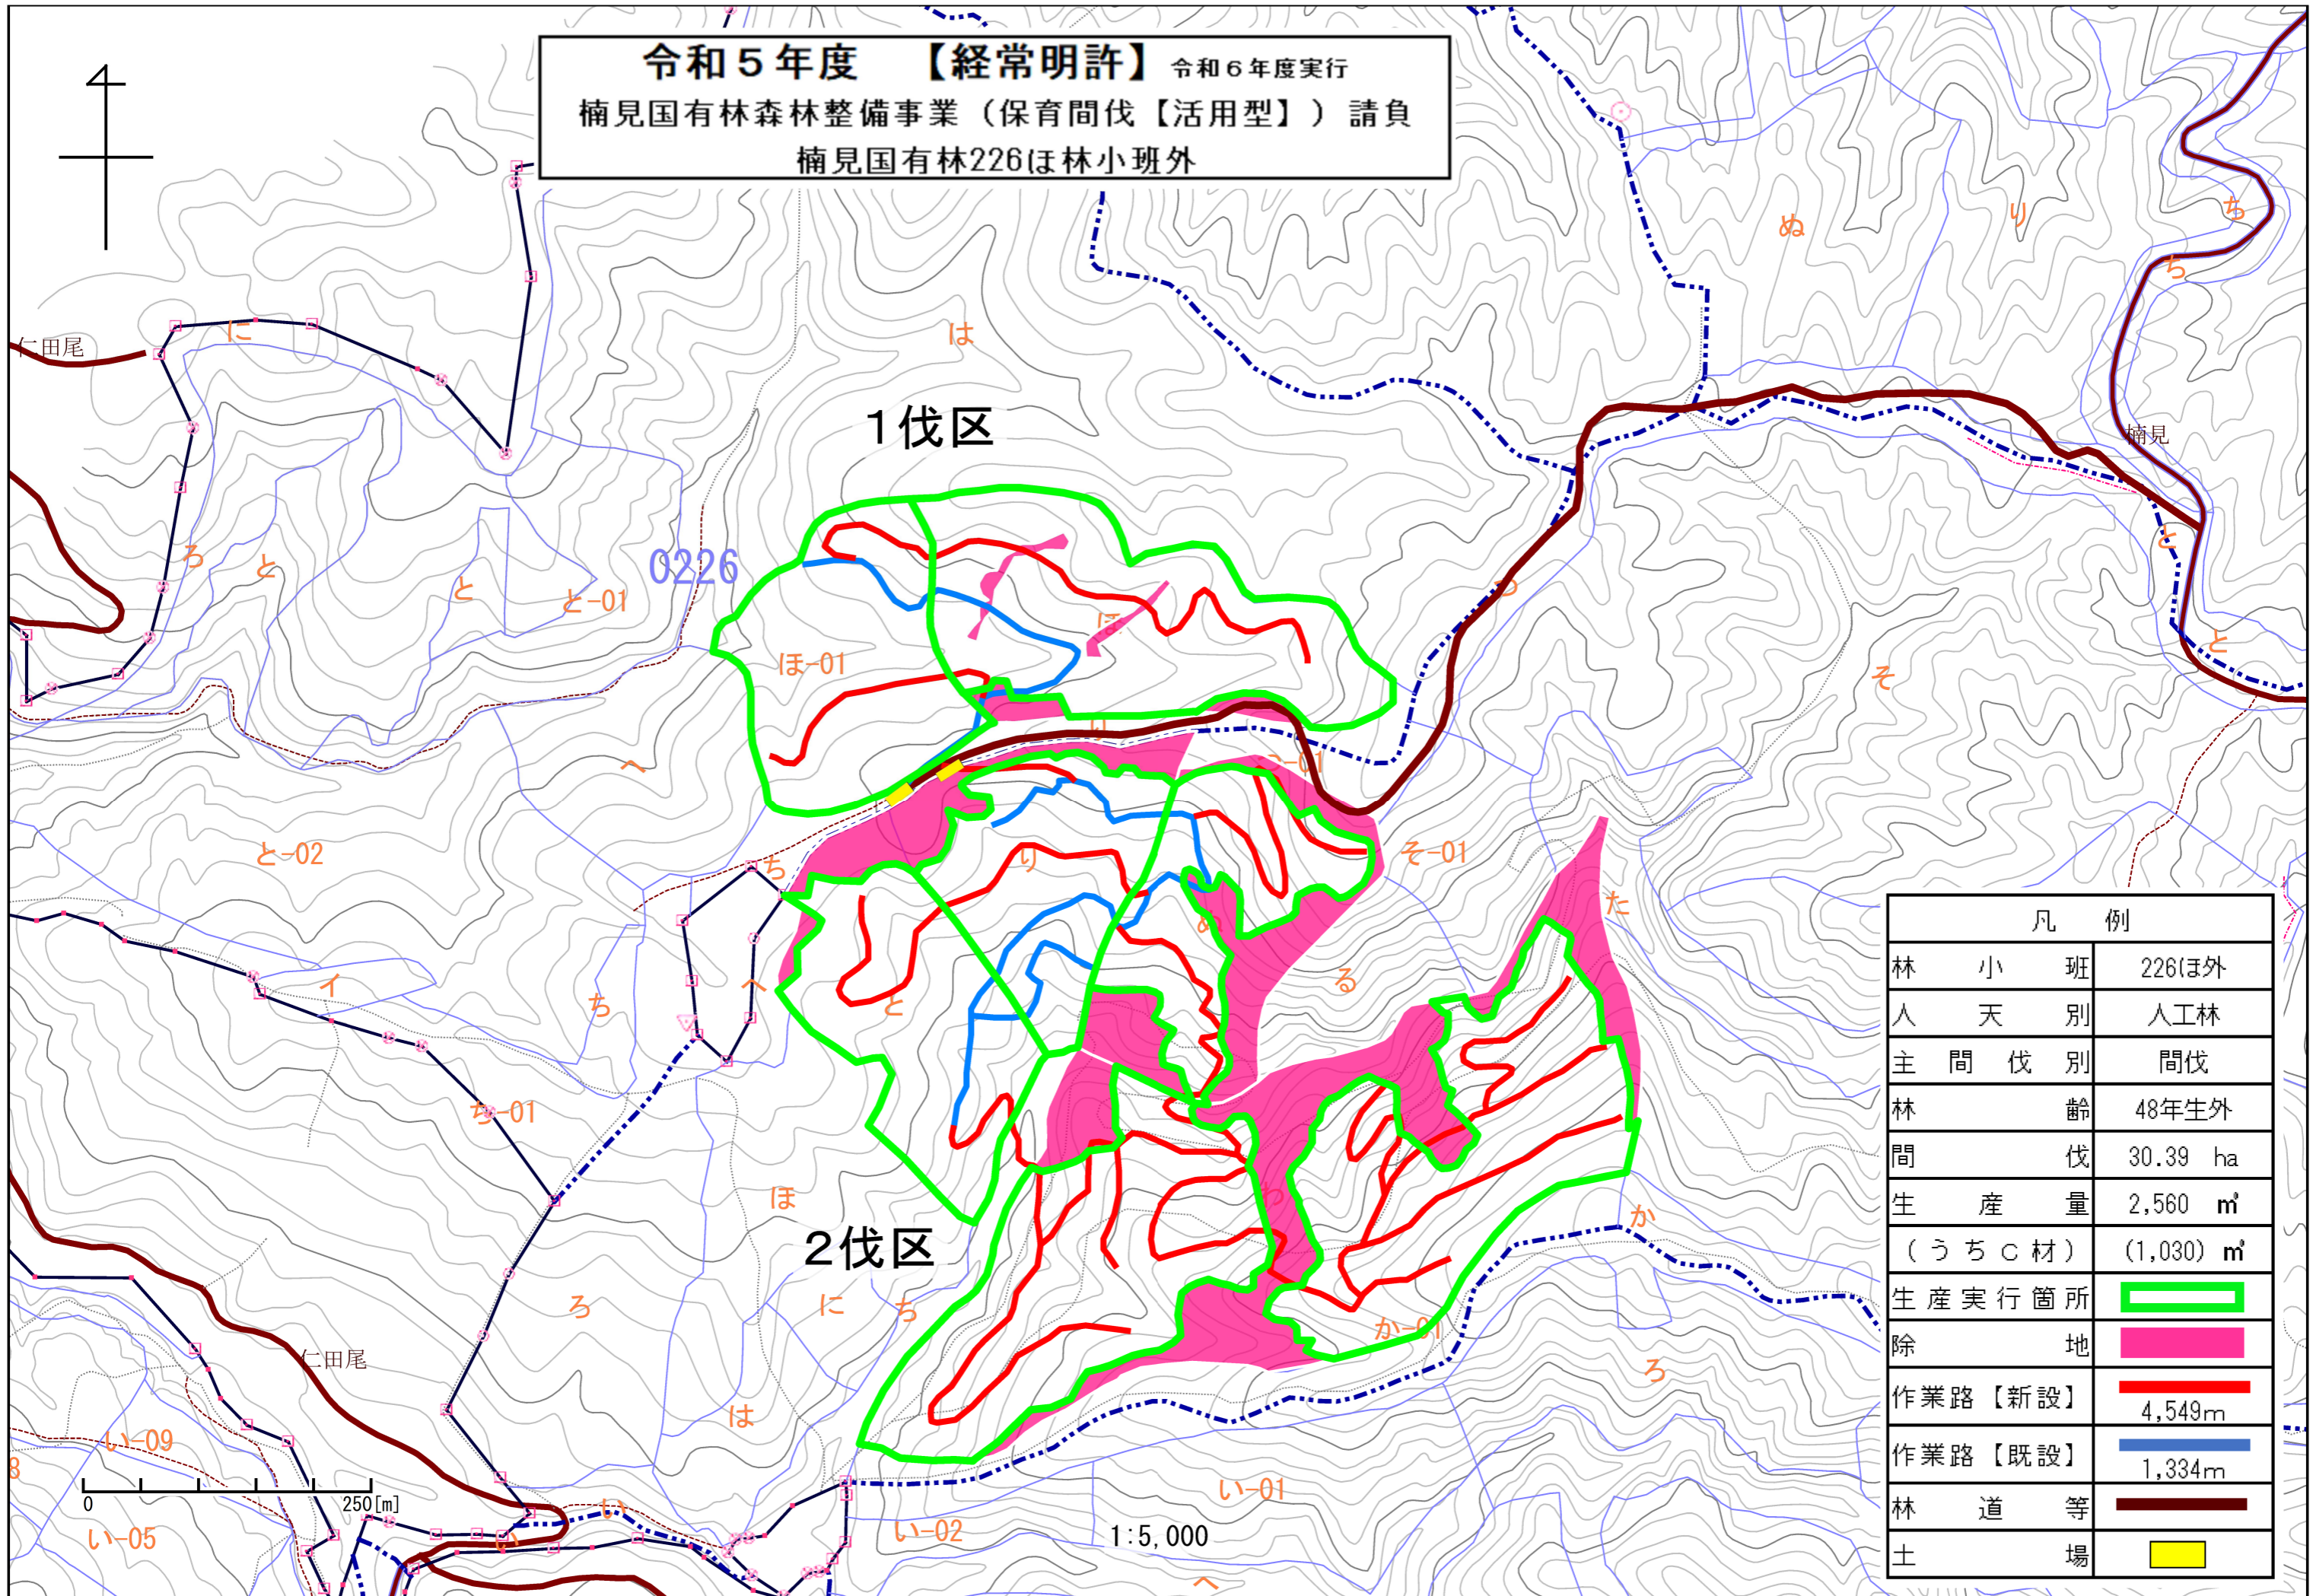 令和５年度　【経常明許】 令和６年度実行
楠見国有林森林整備事業（保育間伐【活用型】）請負
楠見国有林226ほ林小班外
ぬ
り
ち
ち
は
に
仁田尾
1伐区
楠見
ろ
と
と
と-01
0226
ほ
つ
と
と
ほ-01
そ
り
か-01
へ
と-02
ち
り
そ-01
た
ぬ
イ
ち
へ
と
る
ち-01
ほ
わ
か
2伐区
ろ
に
ち
か-01
仁田尾
ろ
は
い-09
8
0
250[m]
い-01
い
い-05
い
い-02
1:5,000
へ
凡　例
林小班 226ほ外
人天別 人工林
主間伐別 間伐
林齢 48年生外
間伐 30.39 ha
生産量 2,560 ㎥
（うちＣ材） (1,030) ㎥
生産実行箇所
除地
作業路【新設】 4,549m
作業路【既設】 1,334m
林道等
土場